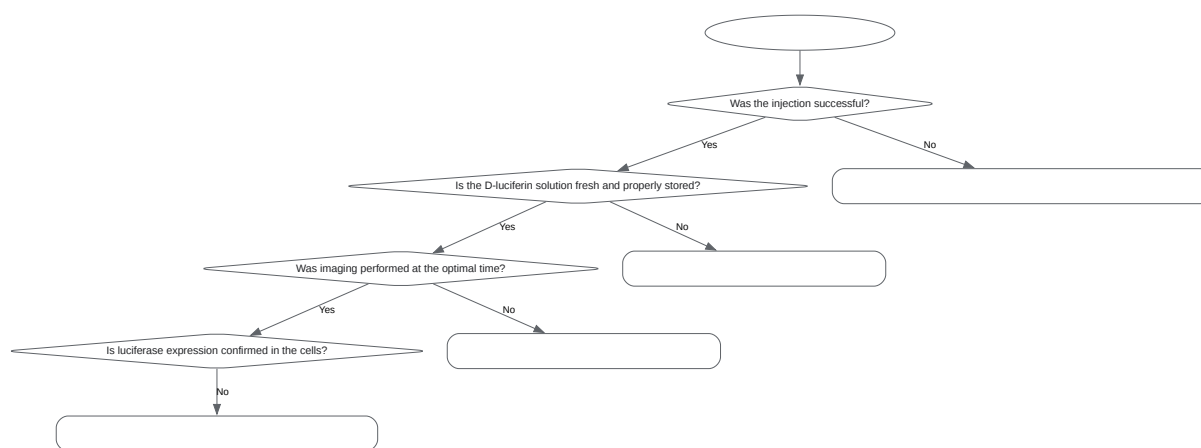 Was the injection successful?
Yes
No
Is the D-luciferin solution fresh and properly stored?
Yes
No
Was imaging performed at the optimal time?
Yes
No
Is luciferase expression confirmed in the cells?
No